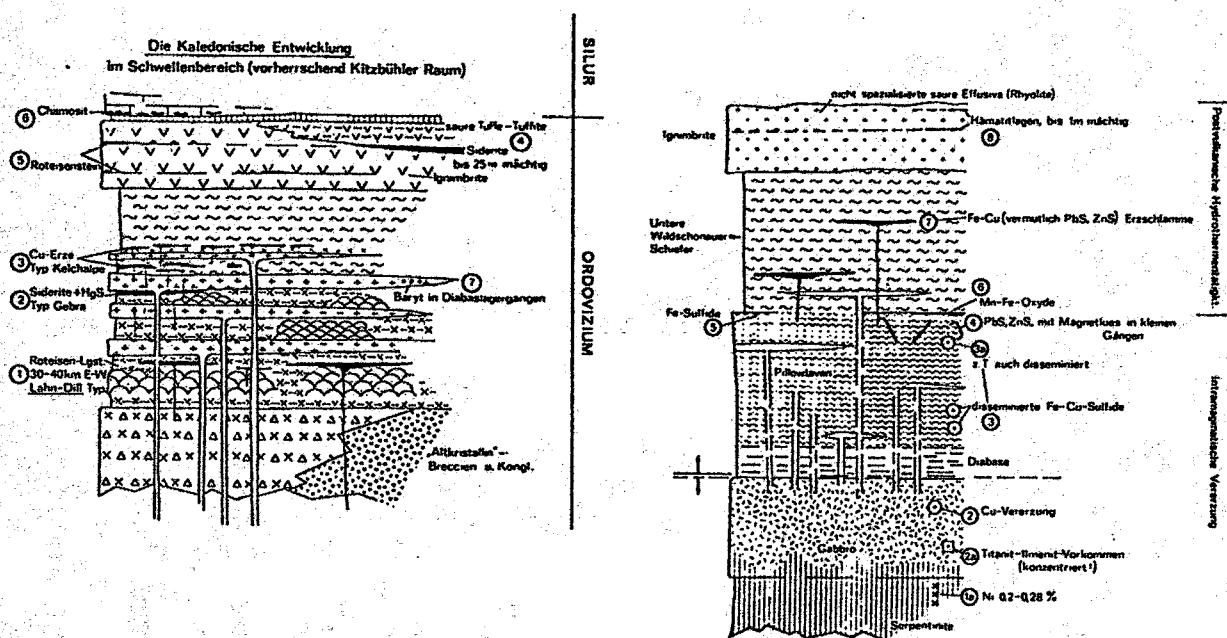 Die Kaledonische Entwicklung
Im Schwellenbereich (vorherrschend Kitzbühler Raum)
SILUR
ORDOVIZIUM
6 Chamosit
5 Roteisenstein
saure Tuffe-Tuffite
4
Siderite
bis 25m mächtig
Ignimbrite
3 Cu-Erze
Typ Kelchalpe
7
Baryt in Diabaslagergängen
2 Siderite + HgS
Typ Gebra
Roteisen-Lgst.
1 30-40km E-W
Lahn-Dill Typ
"Altkristallin"-
Breccien u. Kongl.
nicht spezialisierte saure Effusiva (Rhyolite)
Ignimbrite
Hämatitlagen, bis 1m mächtig
8
Untere
Wildschönauer-
Schiefer
7 Fe-Cu (vermutlich PbS, ZnS) Erzschlamme
6
Mn-Fe-Oxyde
Fe-Sulfide
5
4 PbS, ZnS, mit Magnetkies in kleinen
Gängen
3a
z.T auch disseminiert
Pillowlaven
disseminierte Fe-Cu-Sulfide
3
Diabase
2 Cu-Vererzung
Gabbro
2a Titanit-Ilmenit-Vorkommen
(konzentriert?)
1a Ni 0,2-0,28 %
Serpentinite
Postvulkanische Hydrothermaltätigk.
Intramagmatische Vererzung